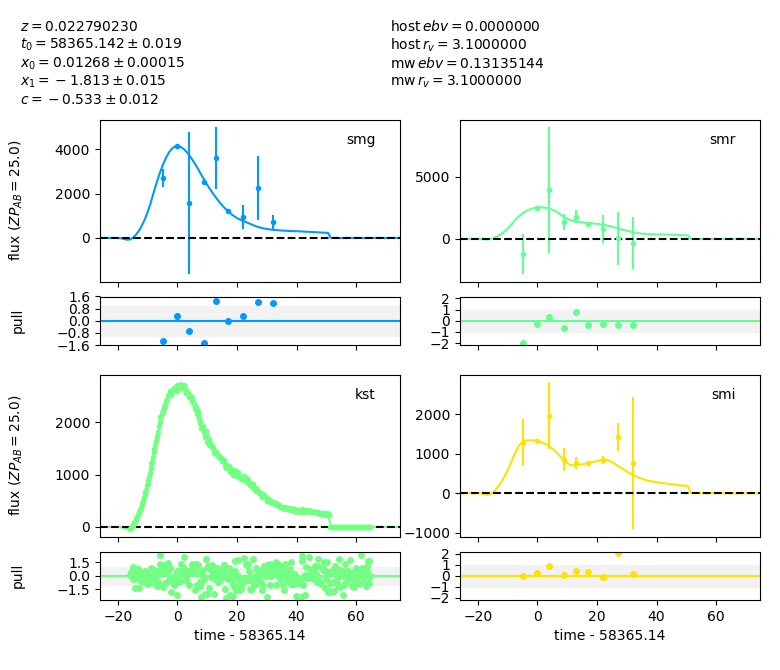 z = 0.022790230
t0 = 58365.142 ± 0.019
x0 = 0.01268 ± 0.00015
x1 = −1.813 ± 0.015
c = −0.533 ± 0.012
host ebv = 0.0000000
host rv = 3.1000000
mw ebv = 0.13135144
mw rv = 3.1000000
smg
4000
2000
0
flux (ZPAB = 25.0)
smr
5000
0
1.6
0.8
0.0
−0.8
−1.6
pull
2
1
0
−1
−2
kst
2000
1000
0
flux (ZPAB = 25.0)
smi
2000
1000
0
−1000
1.5
0.0
−1.5
pull
2
1
0
−1
−2
−20 0 20 40 60
time - 58365.14
−20 0 20 40 60
time - 58365.14